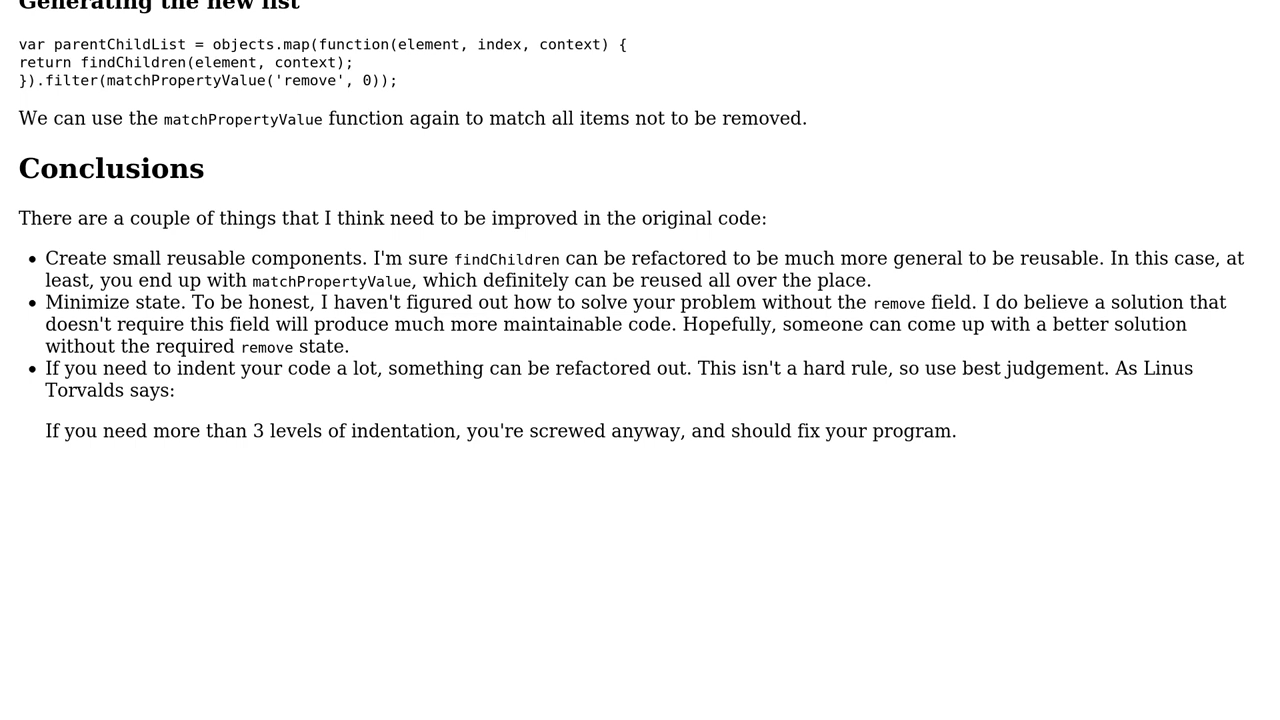 Generating the new list
var parentChildList = objects.map(function(element, index, context) {
return findChildren(element, context);
}).filter(matchPropertyValue('remove', 0));
We can use the matchPropertyValue function again to match all items not to be removed.
Conclusions
There are a couple of things that I think need to be improved in the original code:
• Create small reusable components. I'm sure findChildren can be refactored to be much more general to be reusable. In this case, at
least, you end up with matchPropertyValue, which definitely can be reused all over the place.
• Minimize state. To be honest, I haven't figured out how to solve your problem without the remove field. I do believe a solution that
doesn't require this field will produce much more maintainable code. Hopefully, someone can come up with a better solution
without the required remove state.
• If you need to indent your code a lot, something can be refactored out. This isn't a hard rule, so use best judgement. As Linus
Torvalds says:
If you need more than 3 levels of indentation, you're screwed anyway, and should fix your program.